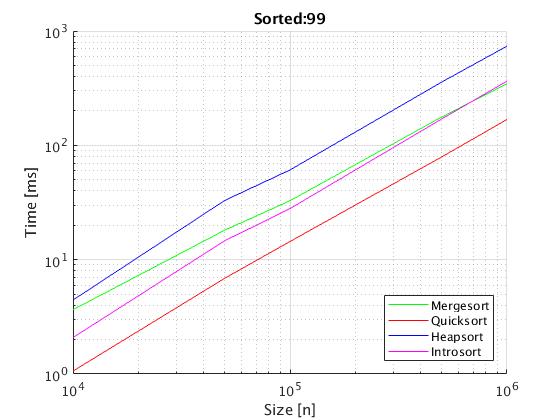 Sorted:99
10^3
10^2
10^1
10^0
Time [ms]
10^4
10^5
10^6
Size [n]
Mergesort
Quicksort
Heapsort
Introsort